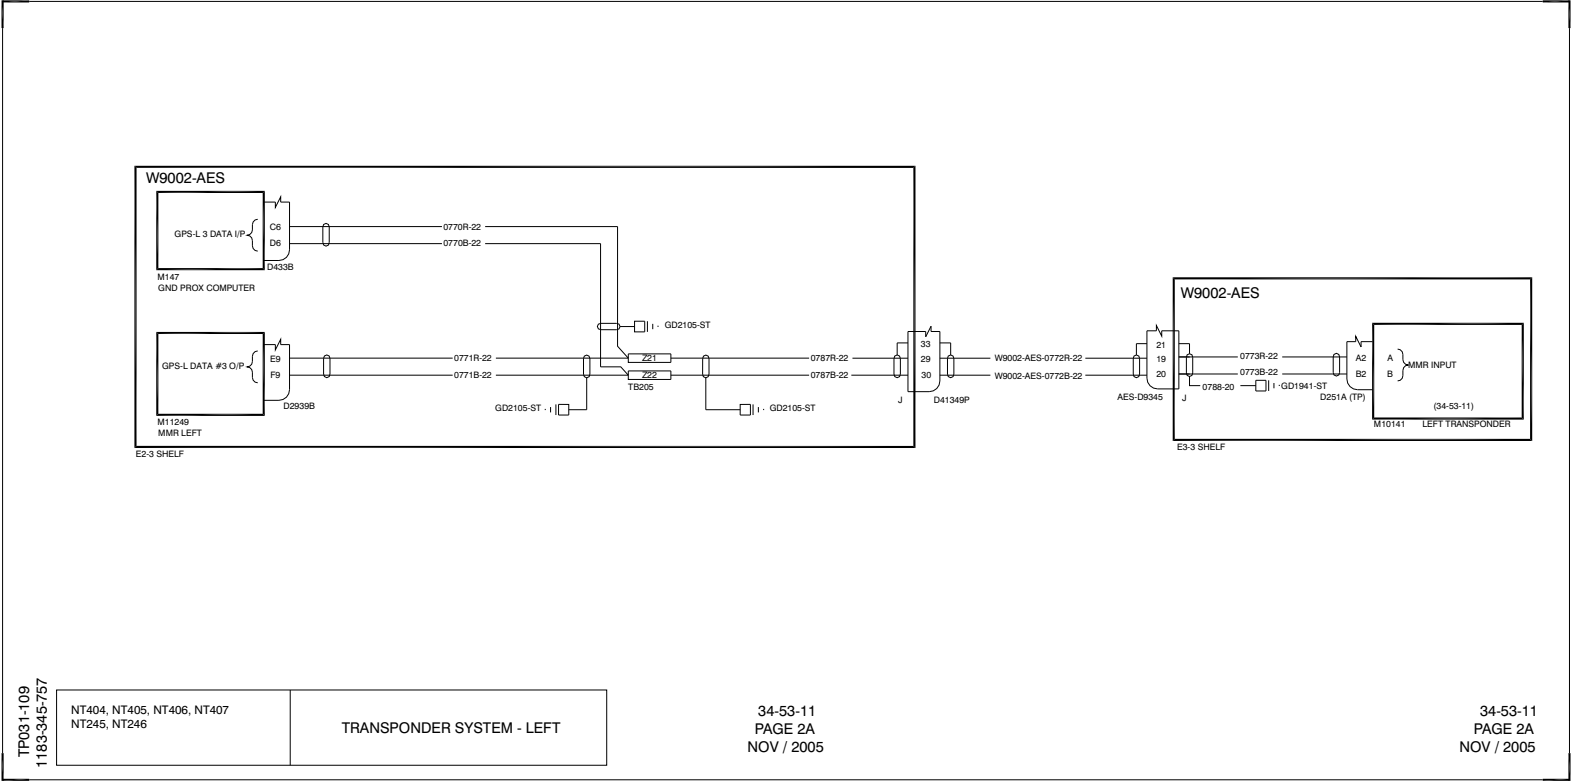 W9002-AES
GPS-L 3 DATA I/P
C6
D6
D433B
M147
GND PROX COMPUTER
0770R-22
0770B-22
GD2105-ST
GPS-L DATA #3 O/P
E9
F9
D2939B
M11249
MMR LEFT
0771R-22
0771B-22
Z21
Z22
TB205
GD2105-ST
GD2105-ST
0787R-22
0787B-22
33
29
30
J
D41349P
E2-3 SHELF
W9002-AES-0772R-22
W9002-AES-0772B-22
W9002-AES
21
19
20
AES-D9345
J
0773R-22
0773B-22
0788-20
GD1941-ST
A2
B2
D251A (TP)
A
B
MMR INPUT
(34-53-11)
M10141
LEFT TRANSPONDER
E3-3 SHELF
TP031-109
1183-345-757
NT404, NT405, NT406, NT407
NT245, NT246
TRANSPONDER SYSTEM - LEFT
34-53-11
PAGE 2A
NOV / 2005
34-53-11
PAGE 2A
NOV / 2005